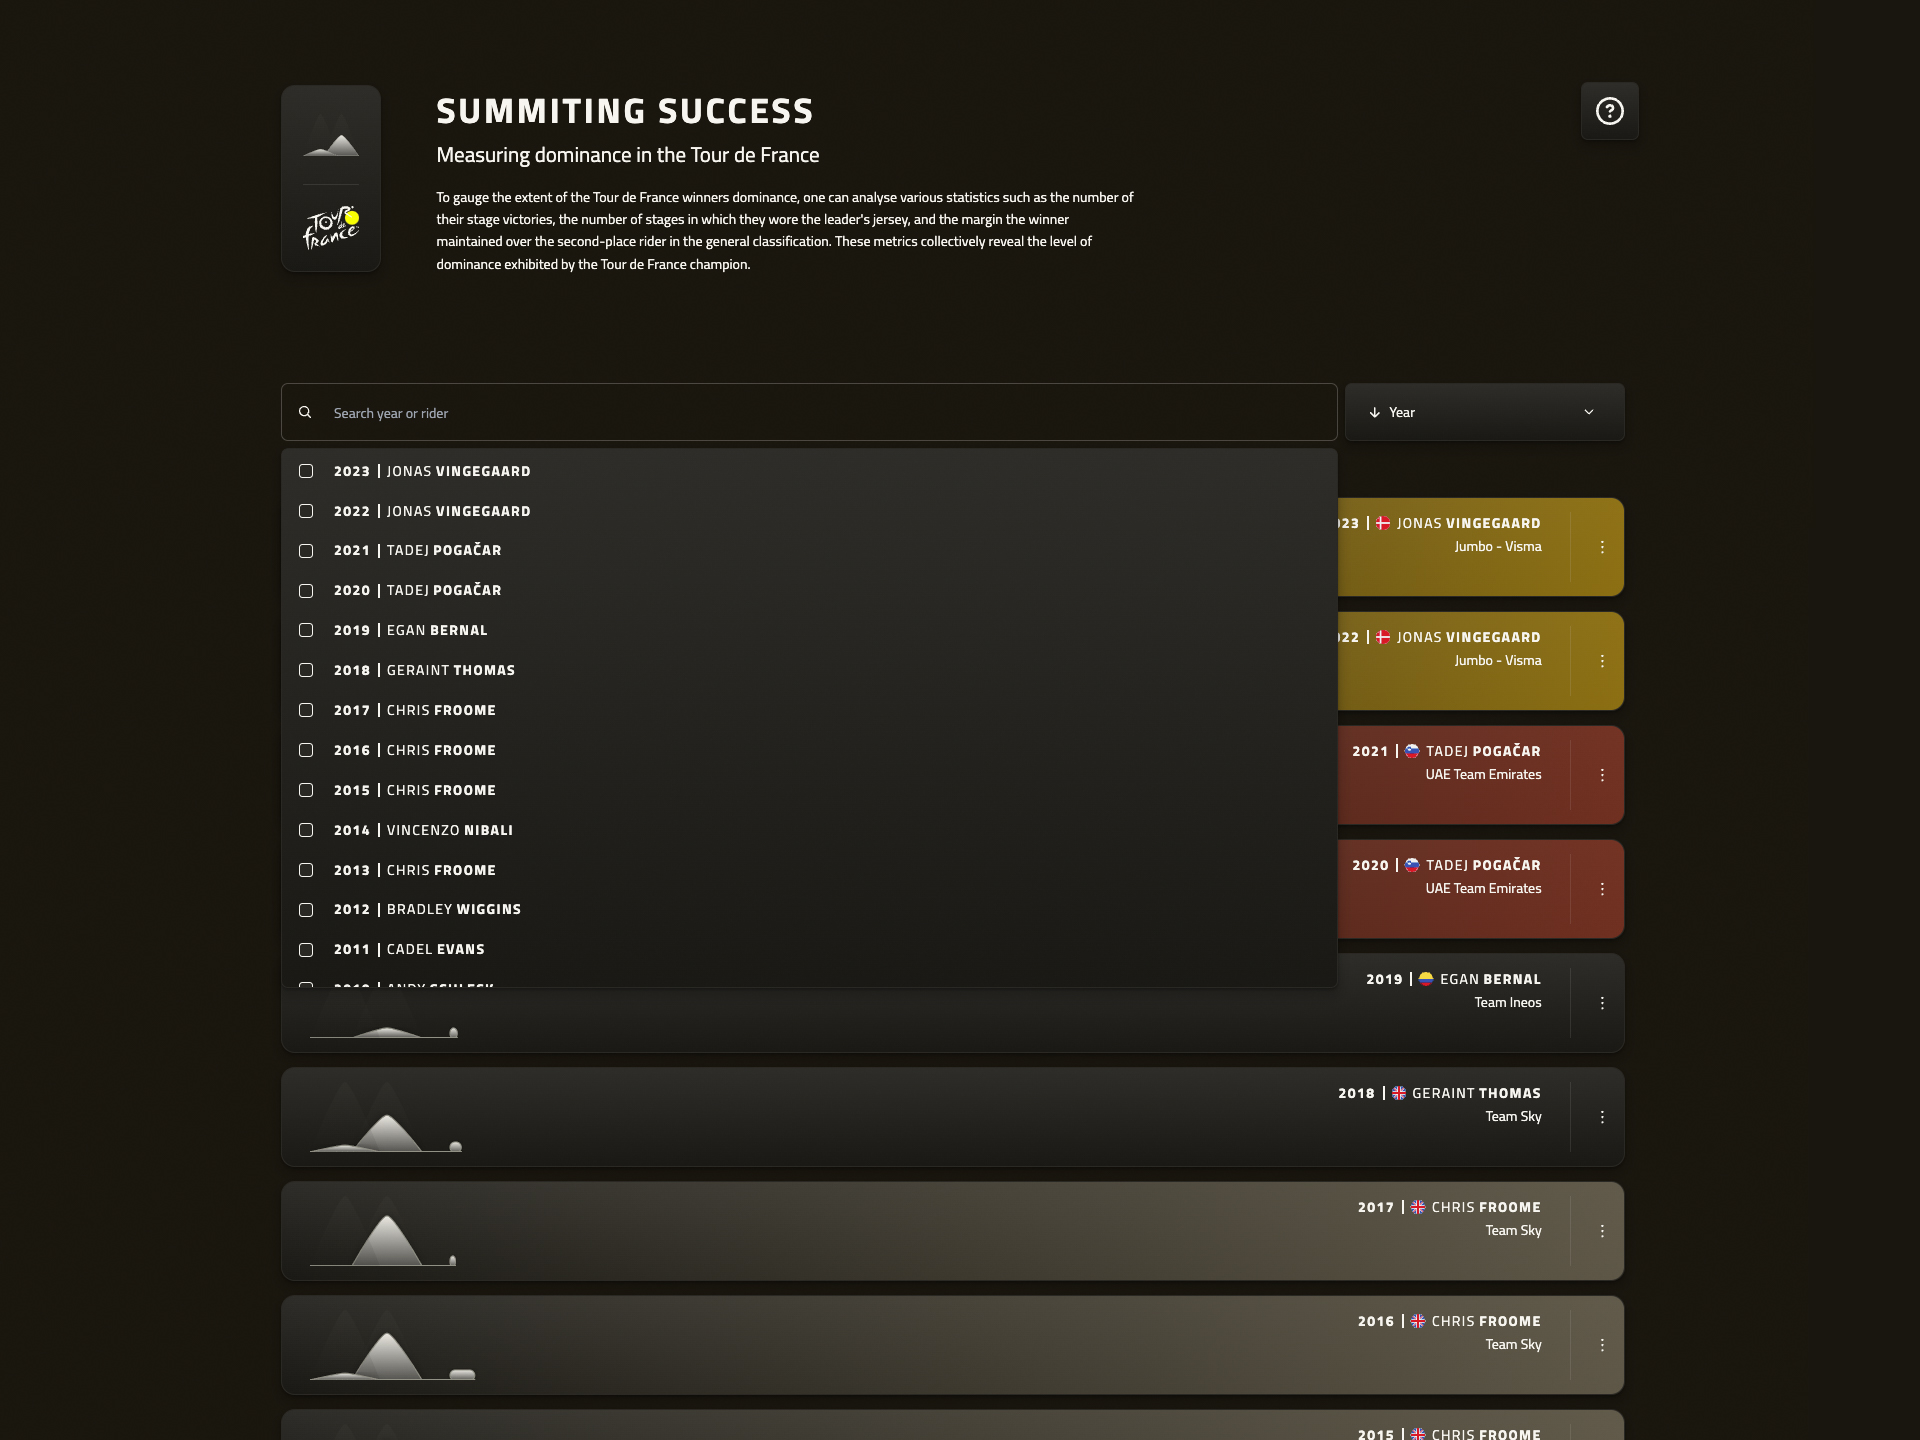 SUMMITING SUCCESS
Measuring dominance in the Tour de France
To gauge the extent of the Tour de France winners dominance, one can analyse various statistics such as the number of
their stage victories, the number of stages in which they wore the leader's jersey, and the margin the winner
maintained over the second-place rider in the general classification. These metrics collectively reveal the level of
dominance exhibited by the Tour de France champion.
TOUR de france
Search year or rider
Year
2023 | JONAS VINGEGAARD
2022 | JONAS VINGEGAARD
2021 | TADEJ POGAČAR
2020 | TADEJ POGAČAR
2019 | EGAN BERNAL
2018 | GERAINT THOMAS
2017 | CHRIS FROOME
2016 | CHRIS FROOME
2015 | CHRIS FROOME
2014 | VINCENZO NIBALI
2013 | CHRIS FROOME
2012 | BRADLEY WIGGINS
2011 | CADEL EVANS
23 | JONAS VINGEGAARD
Jumbo - Visma
22 | JONAS VINGEGAARD
Jumbo - Visma
2021 | TADEJ POGAČAR
UAE Team Emirates
2020 | TADEJ POGAČAR
UAE Team Emirates
2019 | EGAN BERNAL
Team Ineos
2018 | GERAINT THOMAS
Team Sky
2017 | CHRIS FROOME
Team Sky
2016 | CHRIS FROOME
Team Sky
2015 | CHRIS FROOME